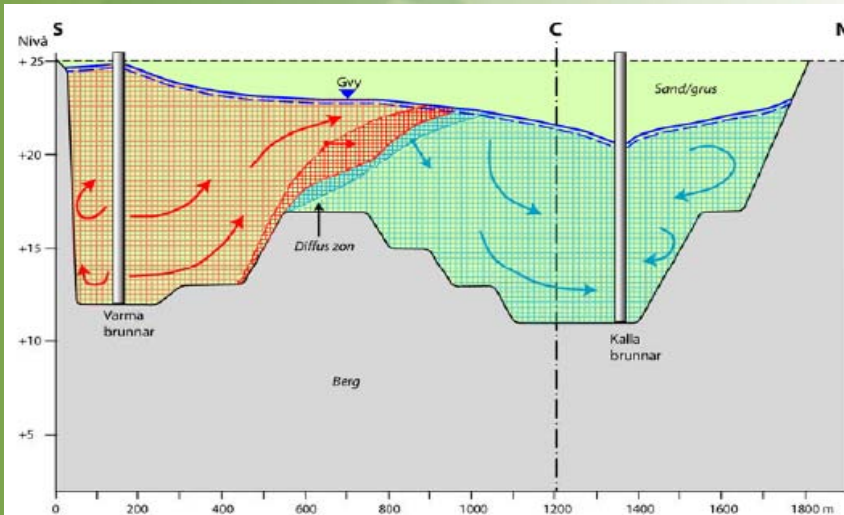 S
C
N
Nivå
+ 25
Gvy
Sand/grus
+20
+15
Diffus zon
Varma
brunnar
+10
Kalla
brunnar
Berg
+5
0 200 400 600 800 1000 1200 1400 1600 1800 m